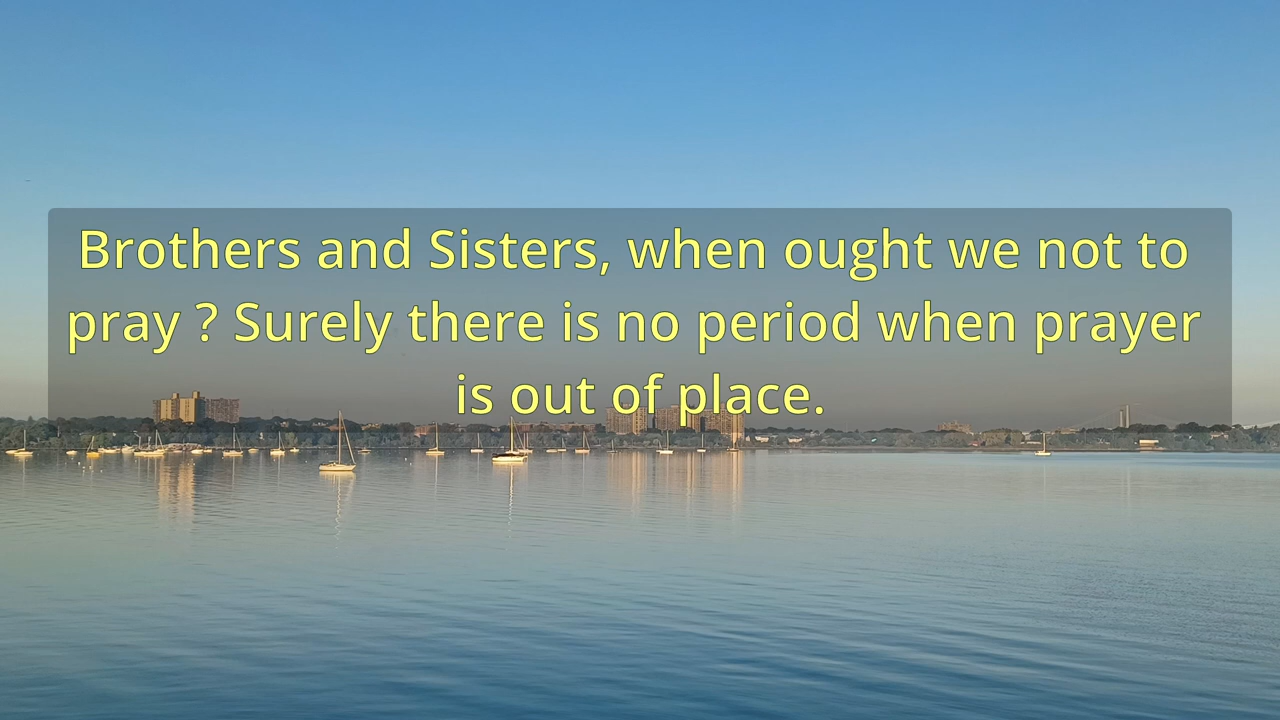 Brothers and Sisters, when ought we not to
pray ? Surely there is no period when prayer
is out of place.